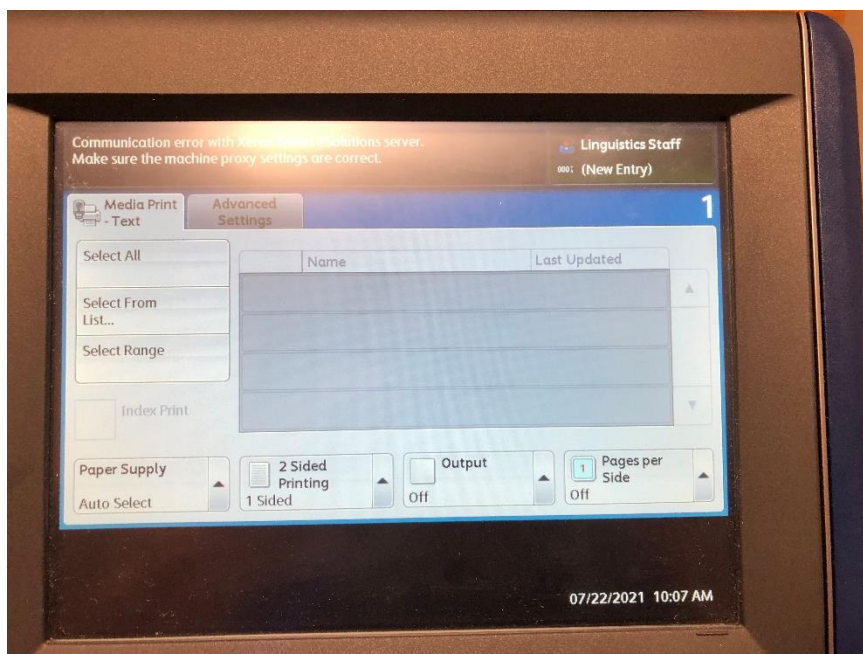 Communication error with Xerox solutions server.
Make sure the machine proxy settings are correct.
Linguistics Staff
(New Entry)
Media Print
- Text
Advanced
Settings
1
Select All
Name
Last Updated
Select From
List...
Select Range
Index Print
Paper Supply
Auto Select
2 Sided
Printing
1 Sided
Output
Off
1
Pages per
Side
Off
07/22/2021 10:07 AM